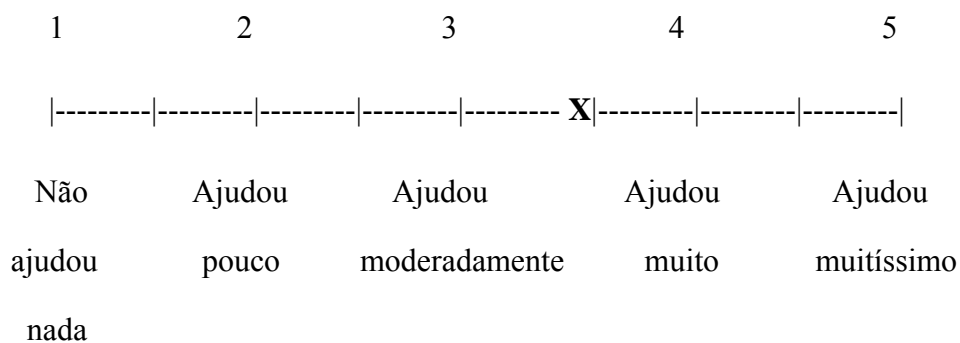 1 2 3 4 5
|---------|---------|---------|---------|--------- X|---------|---------|---------|
Não Ajudou Ajudou Ajudou Ajudou
ajudou pouco moderadamente muito muitíssimo
nada